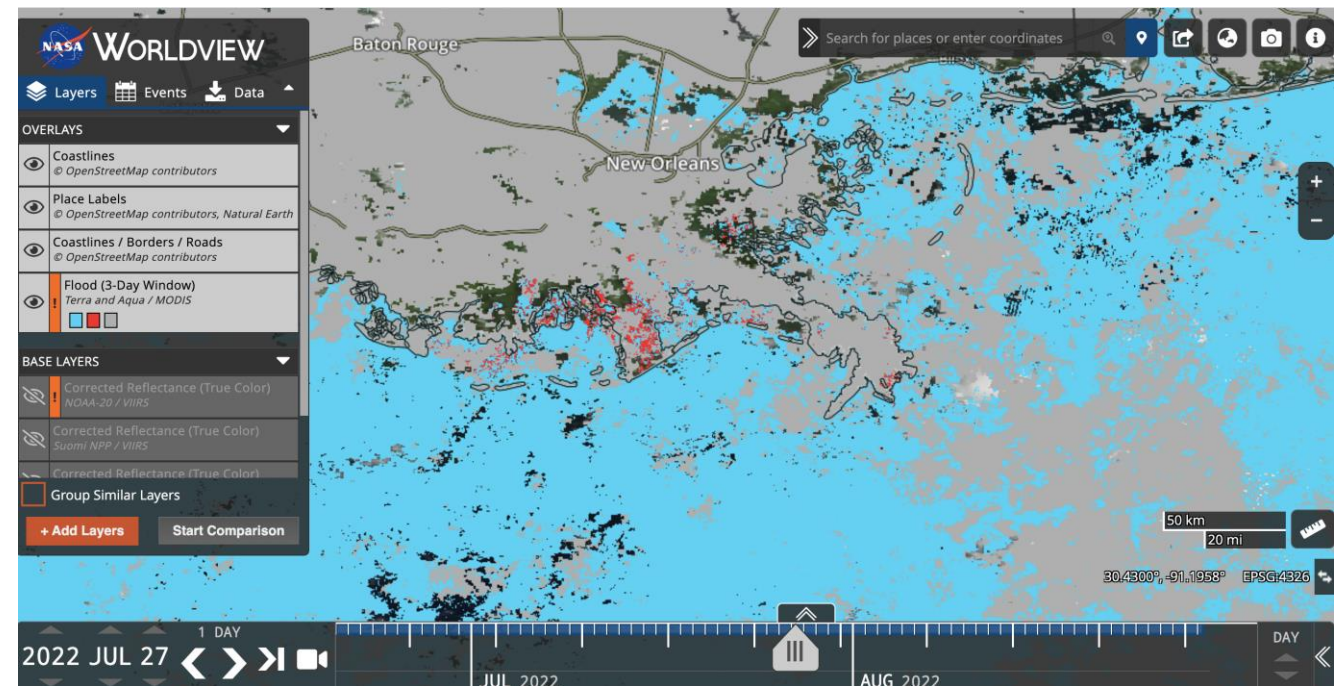 NASA WORLDVIEW
Layers Events Data
OVERLAYS
Coastlines
© OpenStreetMap contributors
Place Labels
© OpenStreetMap contributors, Natural Earth
Coastlines / Borders / Roads
© OpenStreetMap contributors
Flood (3-Day Window)
Terra and Aqua / MODIS
BASE LAYERS
Corrected Reflectance (True Color)
NOAA-20 / VIIRS
Corrected Reflectance (True Color)
Suomi NPP / VIIRS
Corrected Reflectance (True Color)
Group Similar Layers
+ Add Layers Start Comparison
Baton Rouge
New Orleans
Search for places or enter coordinates
50 km
20 mi
30.4300°, -91.1958° EPSG:4326
1 DAY
2022 JUL 27
JUL 2022
AUG 2022
DAY